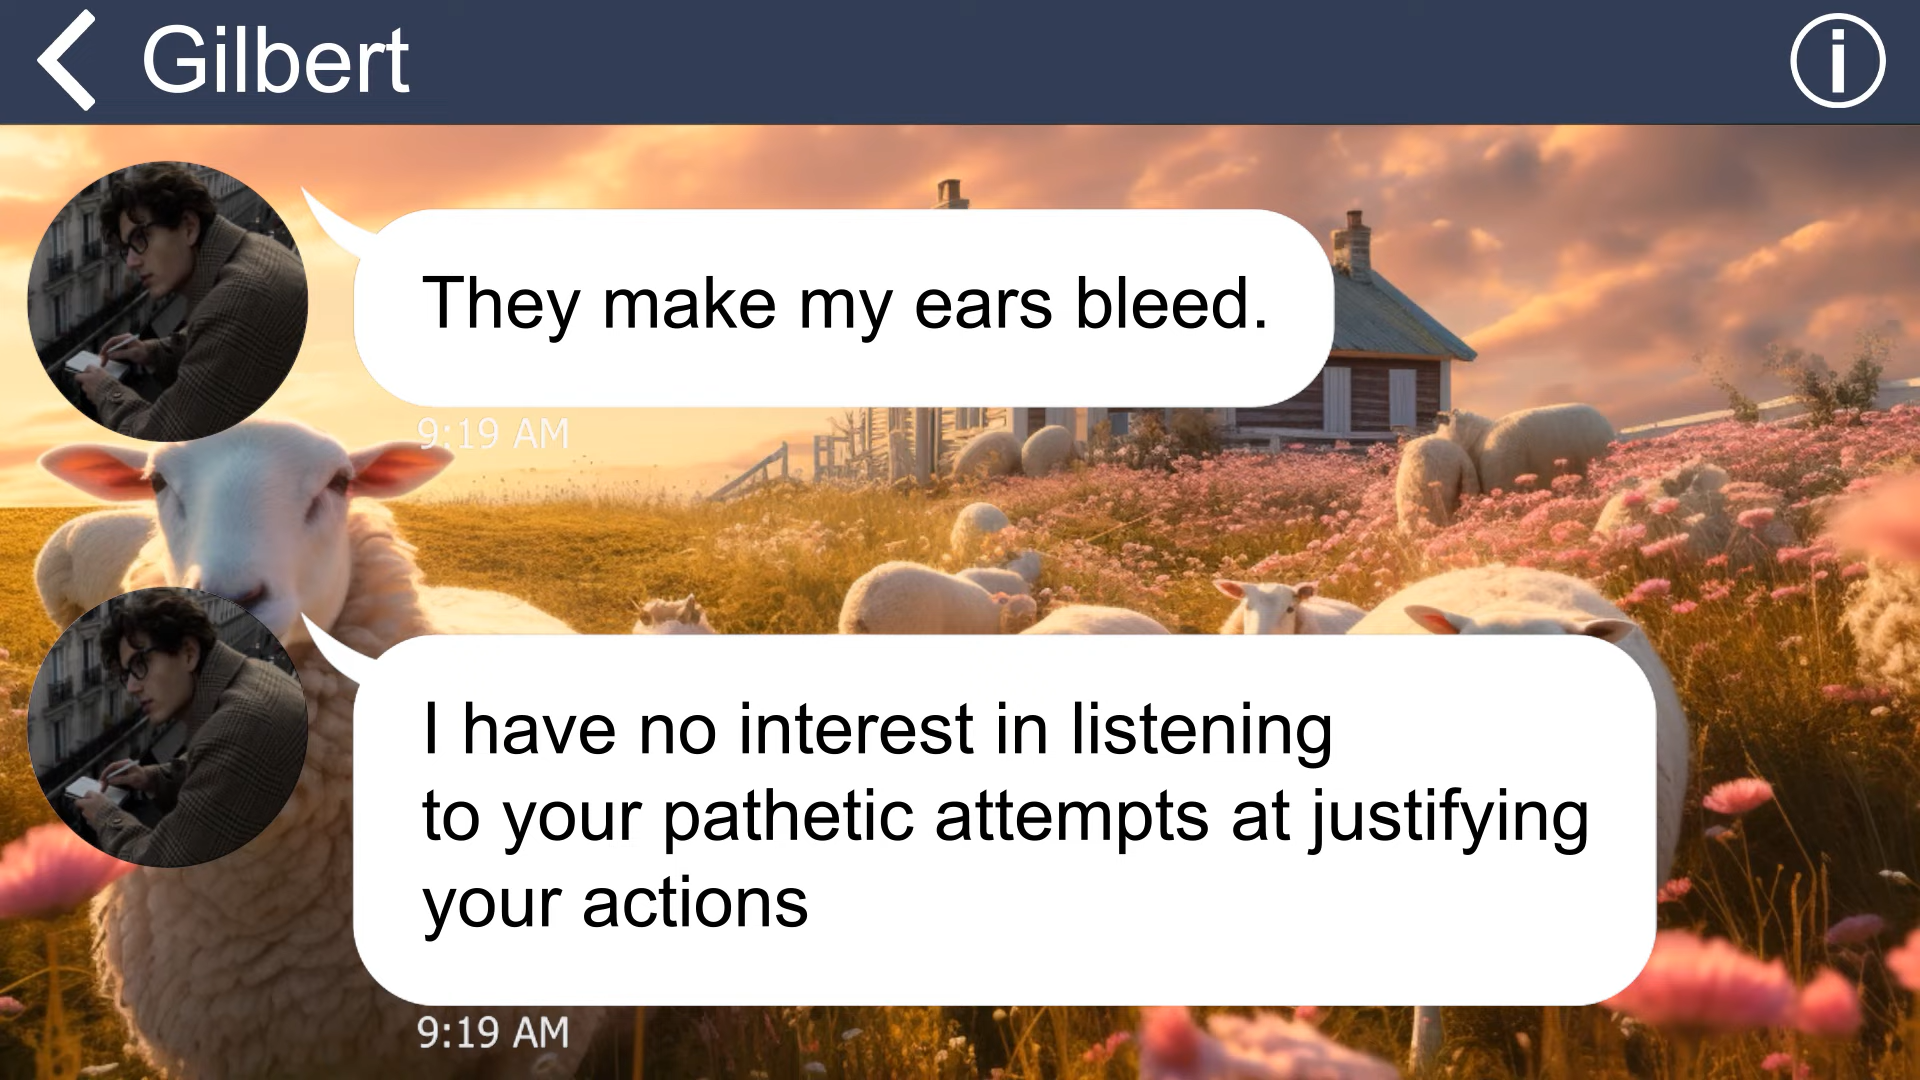 Gilbert
They make my ears bleed.
9:19 AM
I have no interest in listening
to your pathetic attempts at justifying
your actions
9:19 AM